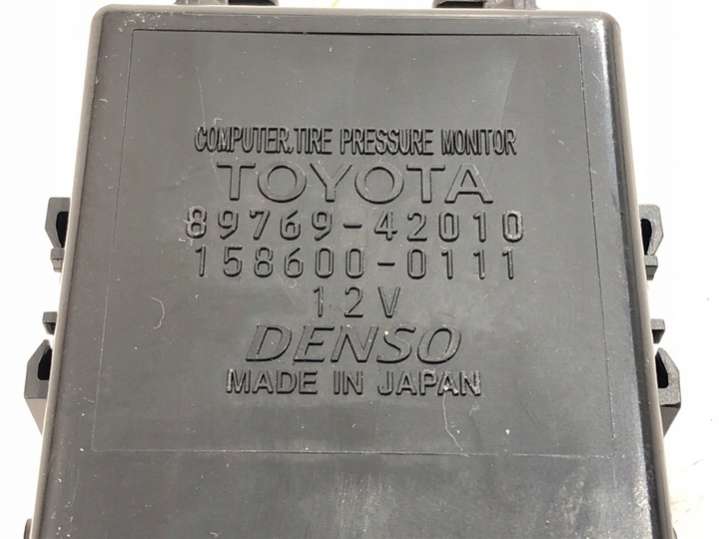 COMPUTER.TIRE PRESSURE MONITOR
TOYOTA
89769-42010
158600-0111
12V
DENSO
MADE IN JAPAN